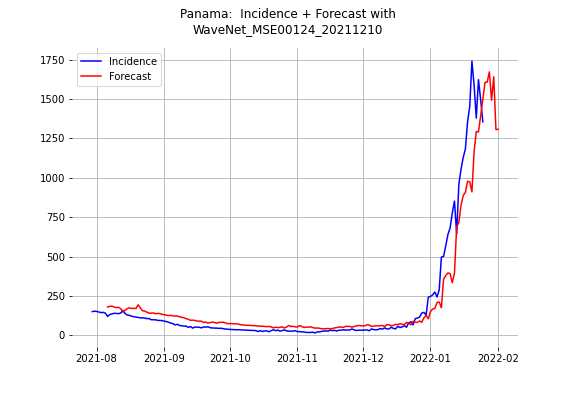 Panama:  Incidence + Forecast with
WaveNet_MSE00124_20211210
Incidence
Forecast
1750
1500
1250
1000
750
500
250
0
2021-08 2021-09 2021-10 2021-11 2021-12 2022-01 2022-02